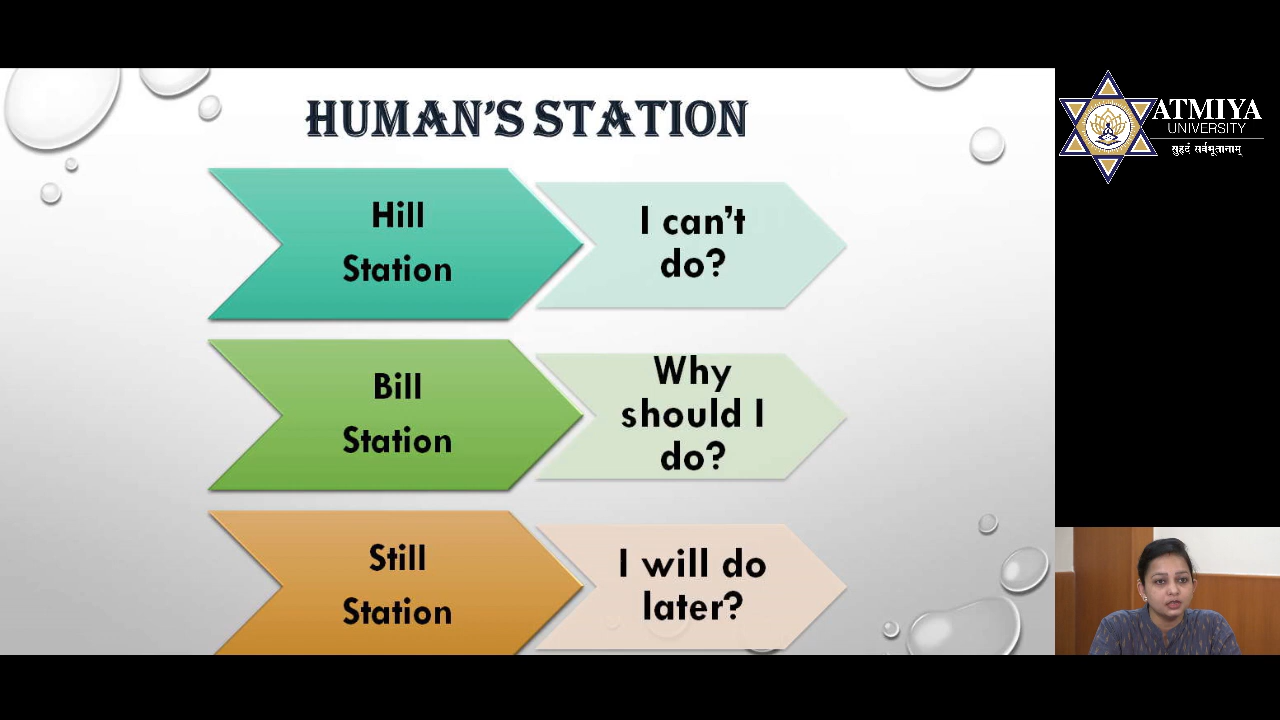 HUMAN'S STATION
Hill
Station
I can't
do?
Bill
Station
Why
should I
do?
Still
Station
I will do
later?
ATMIYA
UNIVERSITY
सुहृदं सर्वभूतानाम्